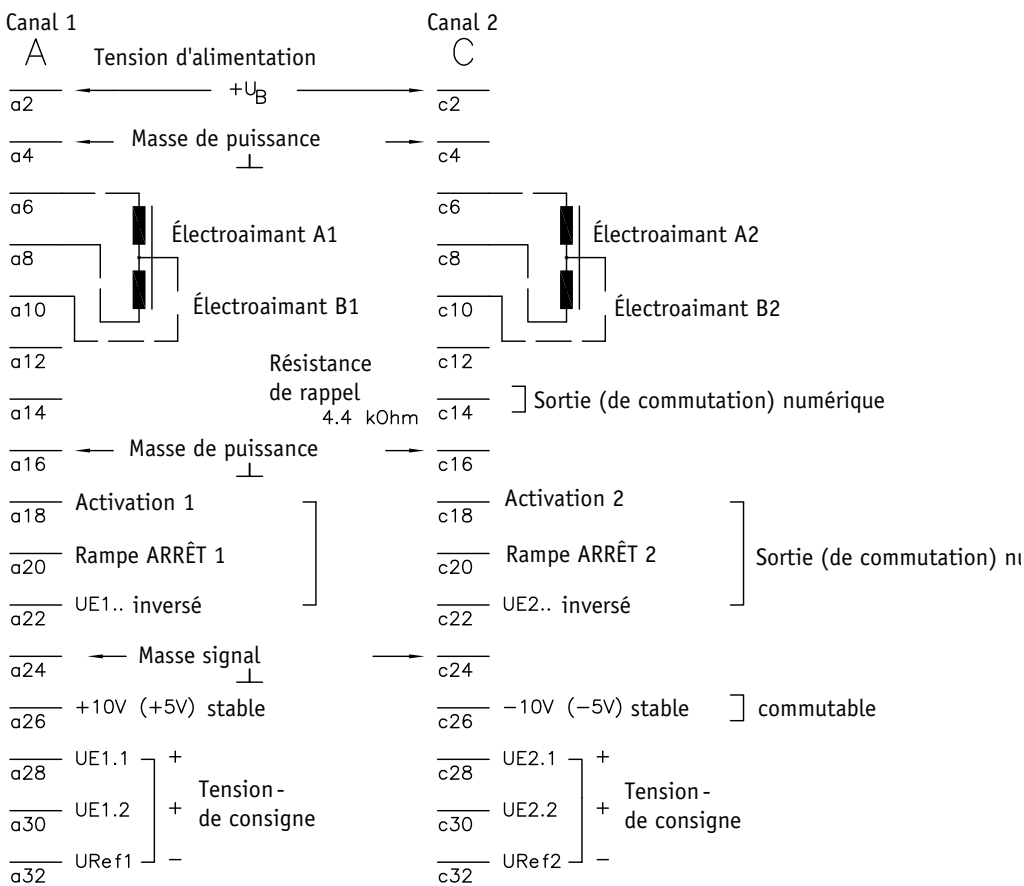 Canal 1 Canal 2
A Tension d'alimentation C
+UB
a2 c2
Masse de puissance
a4 c4
a6 c6
Électroaimant A1 Électroaimant A2
a8 c8
Électroaimant B1 Électroaimant B2
a10 c10
a12 c12
Résistance
de rappel
4.4 kOhm
Sortie (de commutation) numérique
a14 c14
Masse de puissance
a16 c16
Activation 1 Activation 2
a18 c18
Rampe ARRÊT 1 Rampe ARRÊT 2 Sortie (de commutation) nu
a20 c20
UE1.. inversé UE2.. inversé
a22 c22
Masse signal
a24 c24
+10V (+5V) stable -10V (-5V) stable commutable
a26 c26
UE1.1 + UE2.1 +
a28 c28
Tension- Tension-
de consigne de consigne
UE1.2 + UE2.2 +
a30 c30
URef1 - URef2 -
a32 c32